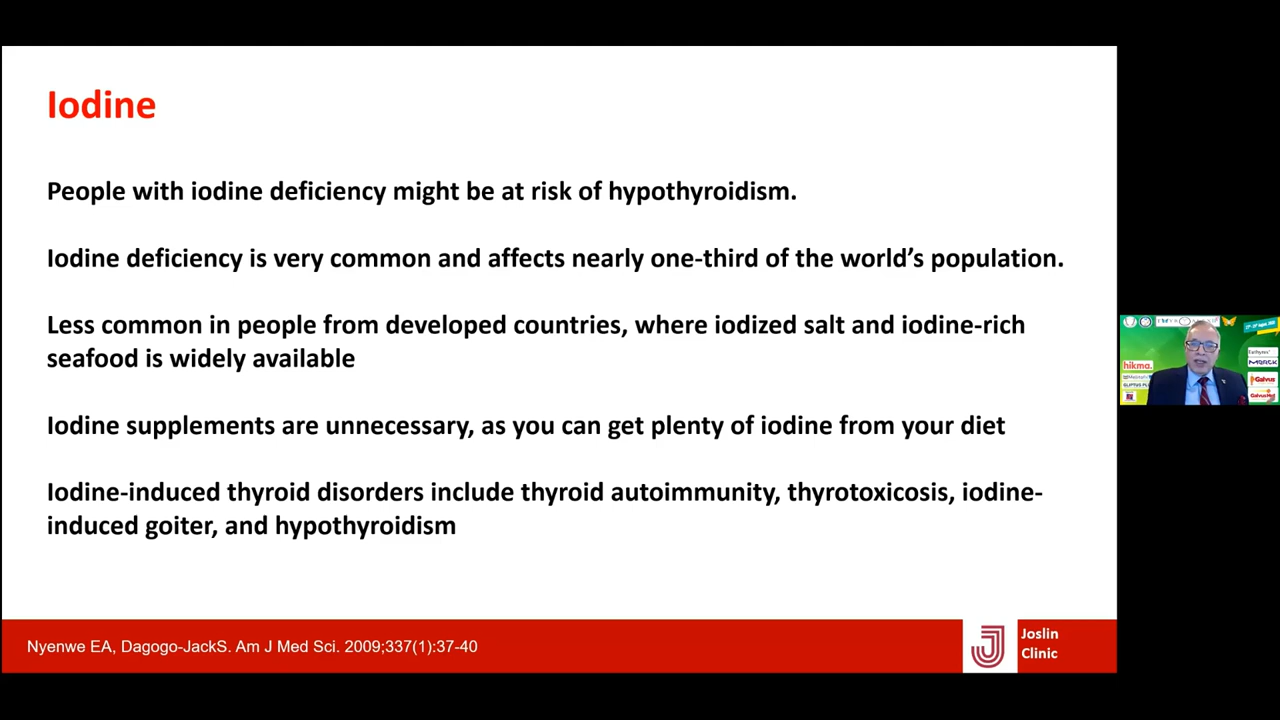 Iodine
People with iodine deficiency might be at risk of hypothyroidism.
Iodine deficiency is very common and affects nearly one-third of the world’s population.
Less common in people from developed countries, where iodized salt and iodine-rich
seafood is widely available
Iodine supplements are unnecessary, as you can get plenty of iodine from your diet
Iodine-induced thyroid disorders include thyroid autoimmunity, thyrotoxicosis, iodine-
induced goiter, and hypothyroidism
Nyenwe EA, Dagogo-JackS. Am J Med Sci. 2009;337(1):37-40
Joslin
Clinic
hikma.
MERCK
Galvus